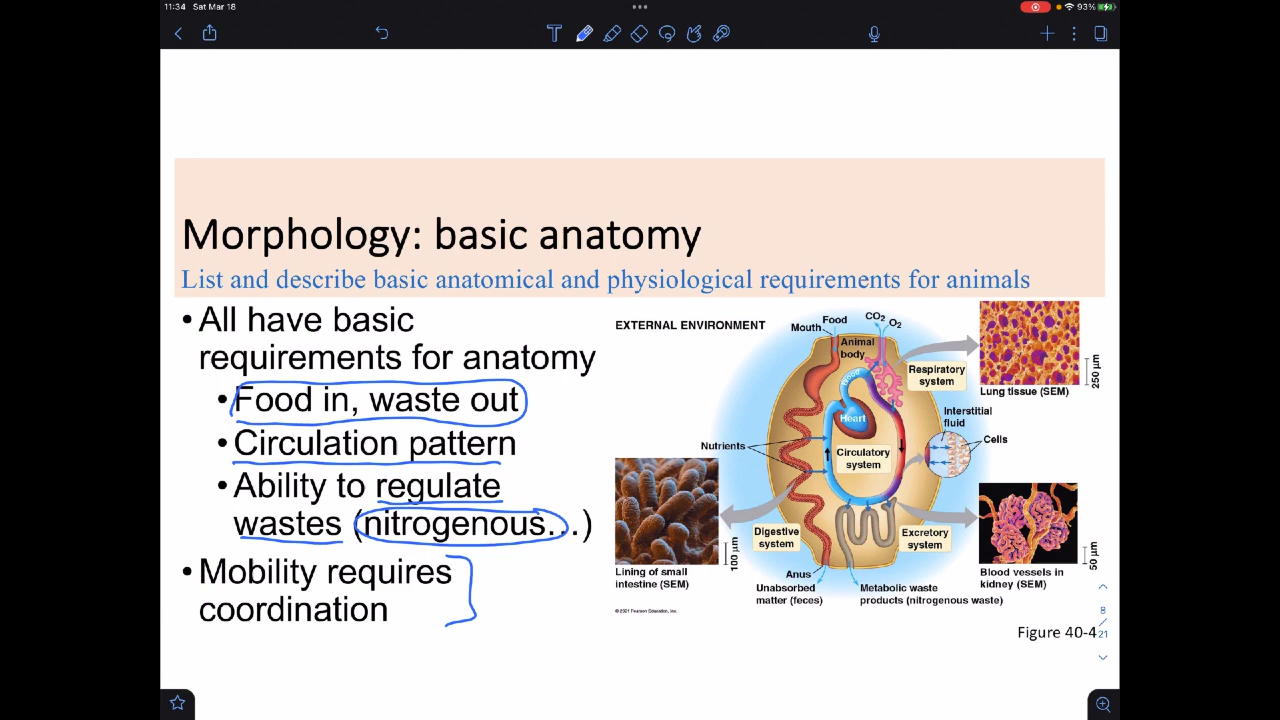 11:34 Sat Mar 18
93%
Morphology: basic anatomy
List and describe basic anatomical and physiological requirements for animals
• All have basic
requirements for anatomy
• Food in, waste out
• Circulation pattern
• Ability to regulate
wastes (nitrogenous…)
• Mobility requires
coordination
EXTERNAL ENVIRONMENT
Mouth
Food
CO2
O2
Animal
body
Blood
Heart
Respiratory
system
Lung tissue (SEM)
250 µm
Interstitial
fluid
Cells
Nutrients
Circulatory
system
Digestive
system
Excretory
system
100 µm
50 µm
Lining of small
intestine (SEM)
Anus
Unabsorbed
matter (feces)
Metabolic waste
products (nitrogenous waste)
Blood vessels in
kidney (SEM)
© 2021 Pearson Education, Inc.
Figure 40-4
8
/
21